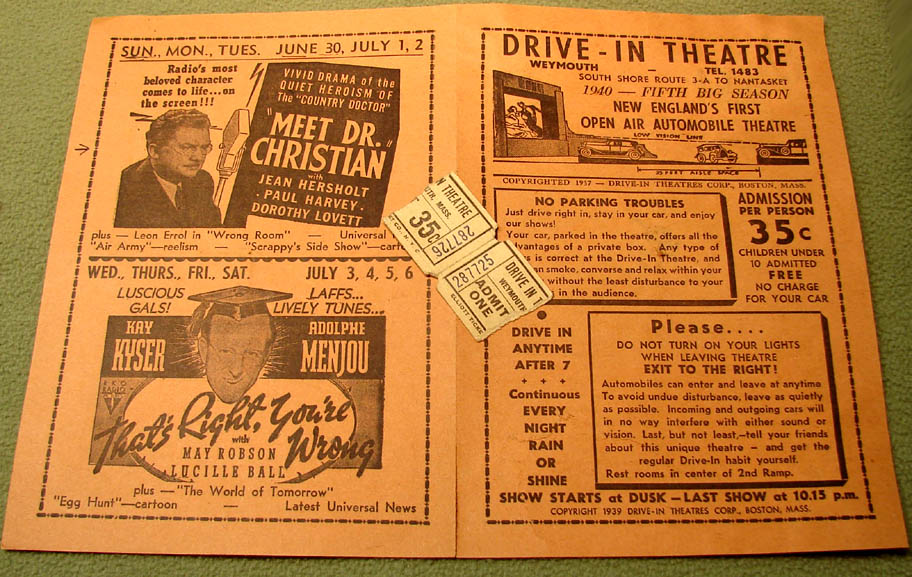 SUN., MON., TUES. JUNE 30, JULY 1, 2
Radio's most
beloved character
comes to life...on
the screen!!!
VIVID DRAMA of the
QUIET HEROISM OF
The "COUNTRY DOCTOR"
"MEET DR.
CHRISTIAN"
with
JEAN HERSHOLT
PAUL HARVEY
DOROTHY LOVETT
plus — Leon Errol in "Wrong Room" — Universal
"Air Army"—reelism — "Scrappy's Side Show"—cart
WED., THURS., FRI., SAT. JULY 3, 4, 5, 6
LUSCIOUS
GALS!
LAFFS...
LIVELY TUNES...
KAY
KYSER
ADOLPHE
MENJOU
RKO
RADIO
That's Right, You're
Wrong
with
MAY ROBSON
LUCILLE BALL
plus —"The World of Tomorrow"
"Egg Hunt"—cartoon — Latest Universal News
N THEATRE
MASS.
35c
287726
287725
DRIVE IN T
WEYMOUTH
ADMIT
ONE
DRIVE-IN THEATRE
WEYMOUTH — TEL. 1483
SOUTH SHORE ROUTE 3-A TO NANTASKET
1940 — FIFTH BIG SEASON
NEW ENGLAND'S FIRST
OPEN AIR AUTOMOBILE THEATRE
LOW VISION LINE
35 FEET AISLE SPACE
COPYRIGHTED 1937 — DRIVE-IN THEATRES CORP., BOSTON, MASS.
NO PARKING TROUBLES
Just drive right in, stay in your car, and enjoy
our shows!
Your car, parked in the theatre, offers all the
dvantages of a private box. Any type of
is correct at the Drive-In Theatre, and
an smoke, converse and relax within your
without the least disturbance to your
in the audience.
ADMISSION
PER PERSON
35c
CHILDREN UNDER
10 ADMITTED
FREE
NO CHARGE
FOR YOUR CAR
DRIVE IN
ANYTIME
AFTER 7
+ + +
Continuous
EVERY
NIGHT
RAIN
OR
SHINE
Please....
DO NOT TURN ON YOUR LIGHTS
WHEN LEAVING THEATRE
EXIT TO THE RIGHT!
Automobiles can enter and leave at anytime
To avoid undue disturbance, leave as quietly
as possible. Incoming and outgoing cars will
in no way interfere with either sound or
vision. Last, but not least,—tell your friends
about this unique theatre — and get the
regular Drive-In habit yourself.
Rest rooms in center of 2nd Ramp.
SHOW STARTS at DUSK — LAST SHOW at 10.15 p.m.
COPYRIGHT 1939 DRIVE-IN THEATRES CORP., BOSTON, MASS.